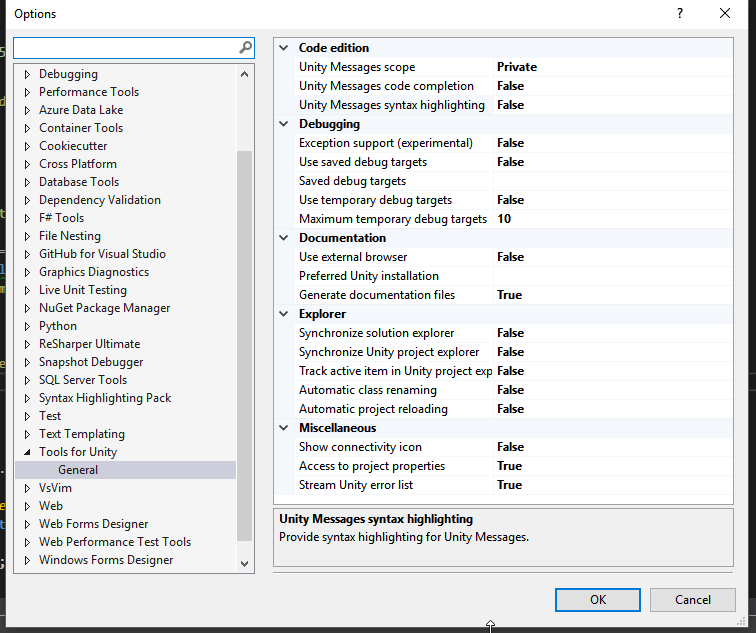 Options
?
Debugging
Performance Tools
Azure Data Lake
Container Tools
Cookiecutter
Cross Platform
Database Tools
Dependency Validation
F# Tools
File Nesting
GitHub for Visual Studio
Graphics Diagnostics
Live Unit Testing
NuGet Package Manager
Python
ReSharper Ultimate
Snapshot Debugger
SQL Server Tools
Syntax Highlighting Pack
Test
Text Templating
Tools for Unity
General
VsVim
Web
Web Forms Designer
Web Performance Test Tools
Windows Forms Designer
Code edition
Unity Messages scope Private
Unity Messages code completion False
Unity Messages syntax highlighting False
Debugging
Exception support (experimental) False
Use saved debug targets False
Saved debug targets
Use temporary debug targets False
Maximum temporary debug targets 10
Documentation
Use external browser False
Preferred Unity installation
Generate documentation files True
Explorer
Synchronize solution explorer False
Synchronize Unity project explorer False
Track active item in Unity project exp False
Automatic class renaming False
Automatic project reloading False
Miscellaneous
Show connectivity icon False
Access to project properties True
Stream Unity error list True
Unity Messages syntax highlighting
Provide syntax highlighting for Unity Messages.
OK
Cancel